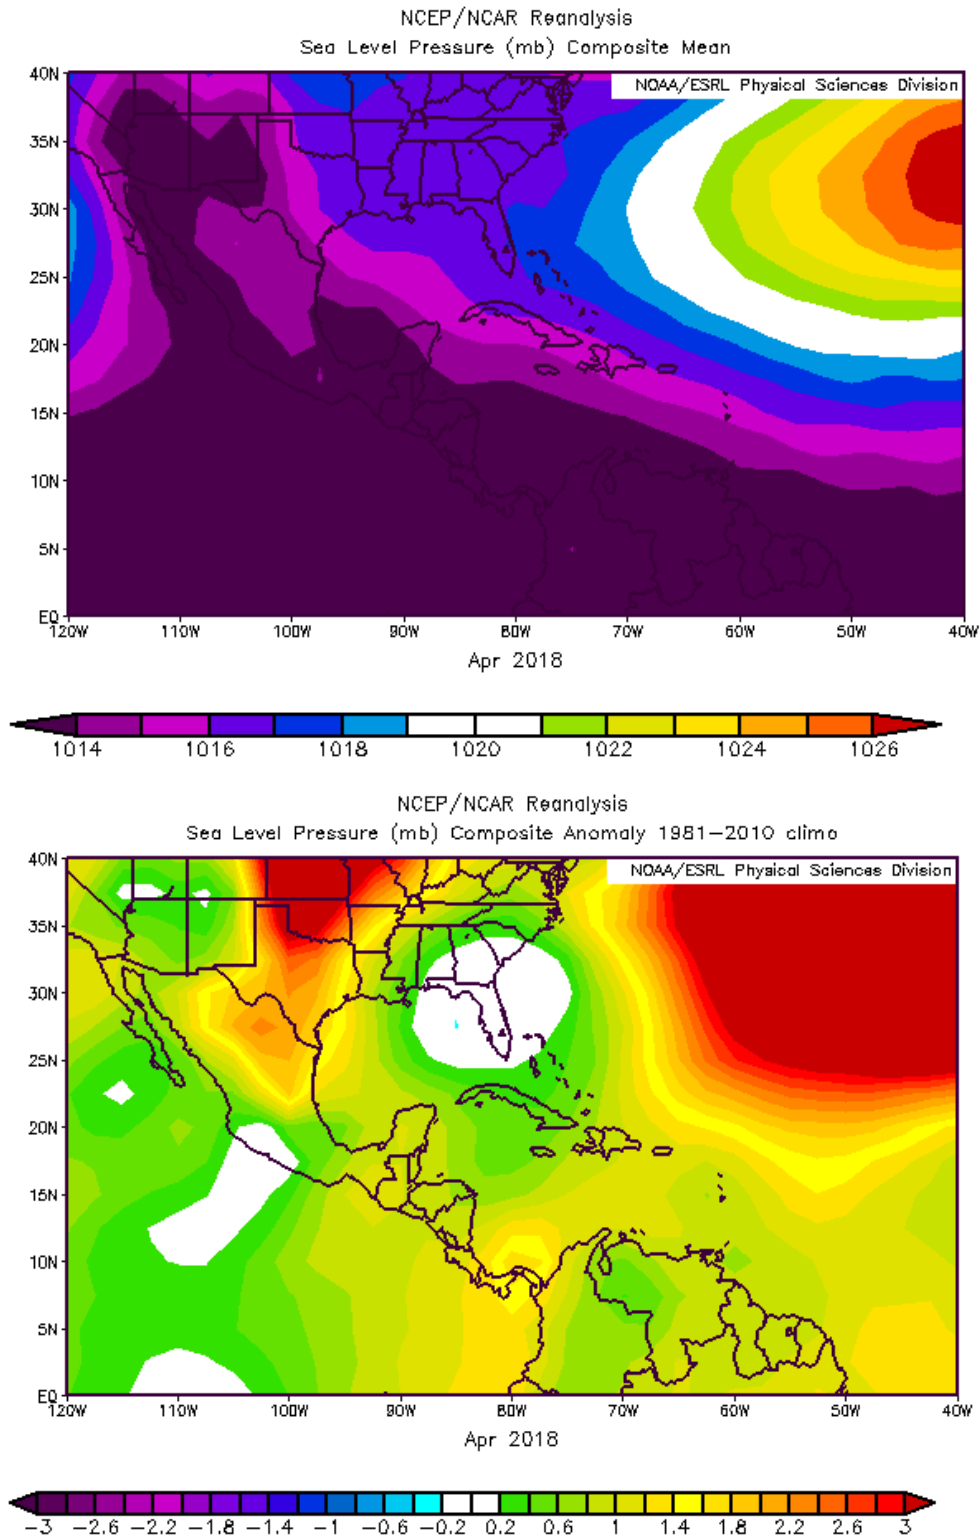 NCEP/NCAR Reanalysis
Sea Level Pressure (mb) Composite Mean
NOAA/ESRL Physical Sciences Division
40N
35N
30N
25N
20N
15N
10N
5N
EQ
120W 110W 100W 90W 80W 70W 60W 50W 40W
Apr 2018
1014 1016 1018 1020 1022 1024 1026
NCEP/NCAR Reanalysis
Sea Level Pressure (mb) Composite Anomaly 1981-2010 climo
NOAA/ESRL Physical Sciences Division
40N
35N
30N
25N
20N
15N
10N
5N
EQ
120W 110W 100W 90W 80W 70W 60W 50W 40W
Apr 2018
-3 -2.6 -2.2 -1.8 -1.4 -1 -0.6 -0.2 0.2 0.6 1 1.4 1.8 2.2 2.6 3